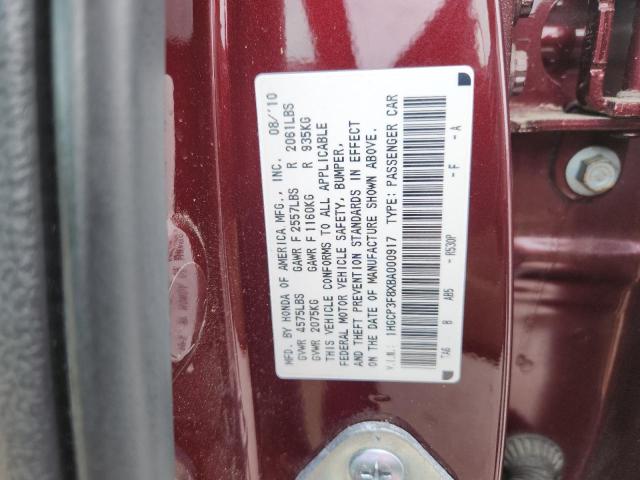 MFD. BY HONDA OF AMERICA MFG., INC. 08/'10
GVWR 4575LBS GAWR F 2557LBS R 2061LBS
GVWR 2075KG GAWR F 1160KG R 935KG
THIS VEHICLE CONFORMS TO ALL APPLICABLE
FEDERAL MOTOR VEHICLE SAFETY, BUMPER,
AND THEFT PREVENTION STANDARDS IN EFFECT
ON THE DATE OF MANUFACTURE SHOWN ABOVE.
V.I.N.: 1HGCP3F8XBA000917 TYPE: PASSENGER CAR
TA6 B AB5 - R530P - F - A